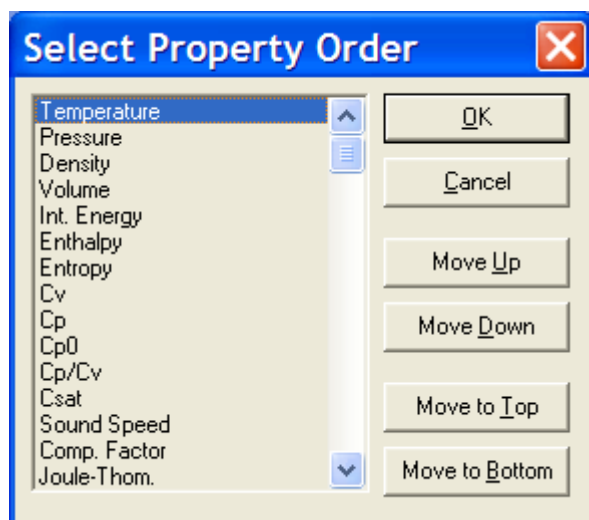 Select Property Order
Temperature
Pressure
Density
Volume
Int. Energy
Enthalpy
Entropy
Cv
Cp
Cp0
Cp/Cv
Csat
Sound Speed
Comp. Factor
Joule-Thom.
OK
Cancel
Move Up
Move Down
Move to Top
Move to Bottom